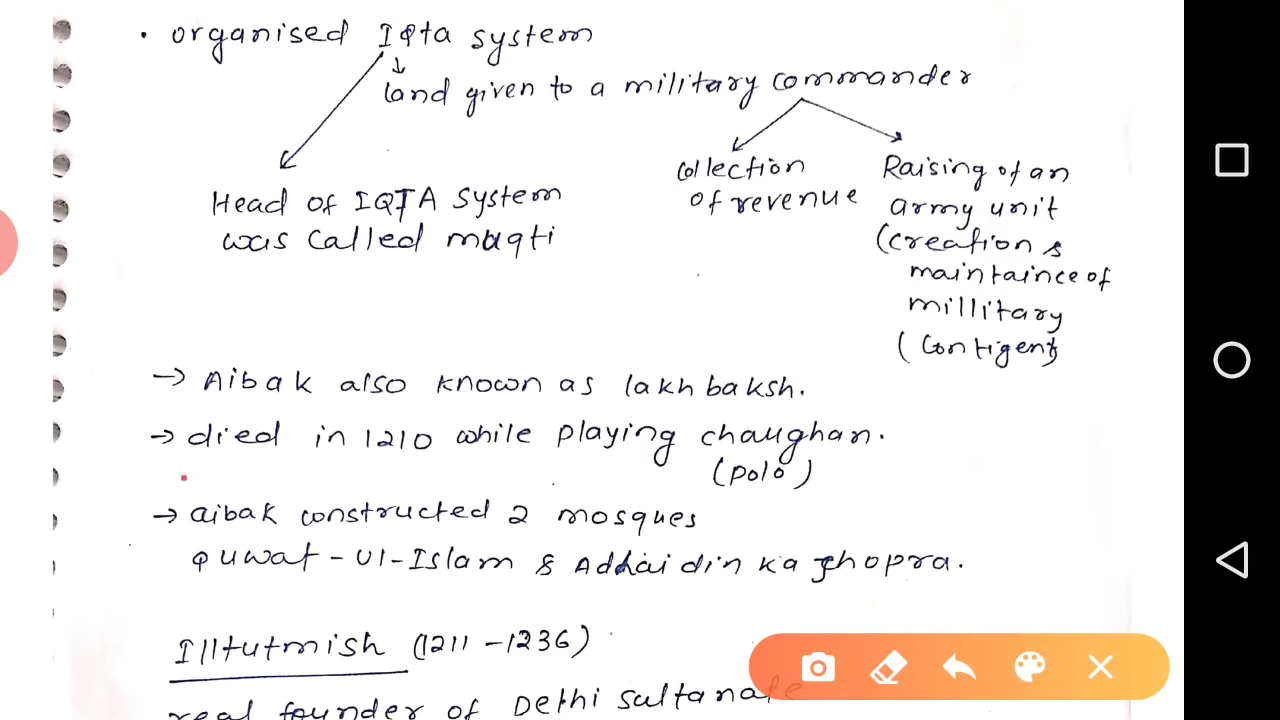 • organised IQta system
↓
land given to a military commander
Head of IQTA system
was called muqti
collection
of revenue
Raising of an
army unit
(creation &
maintaince of
millitary
(contigent)
→ Aibak also known as lakh baksh.
→ died in 1210 while playing chaughan.
(polo)
→ aibak constructed 2 mosques
Quwat-Ul-Islam & Adhai din ka jhopra.
Illtutmish (1211-1236)
real founder of Delhi sultanate